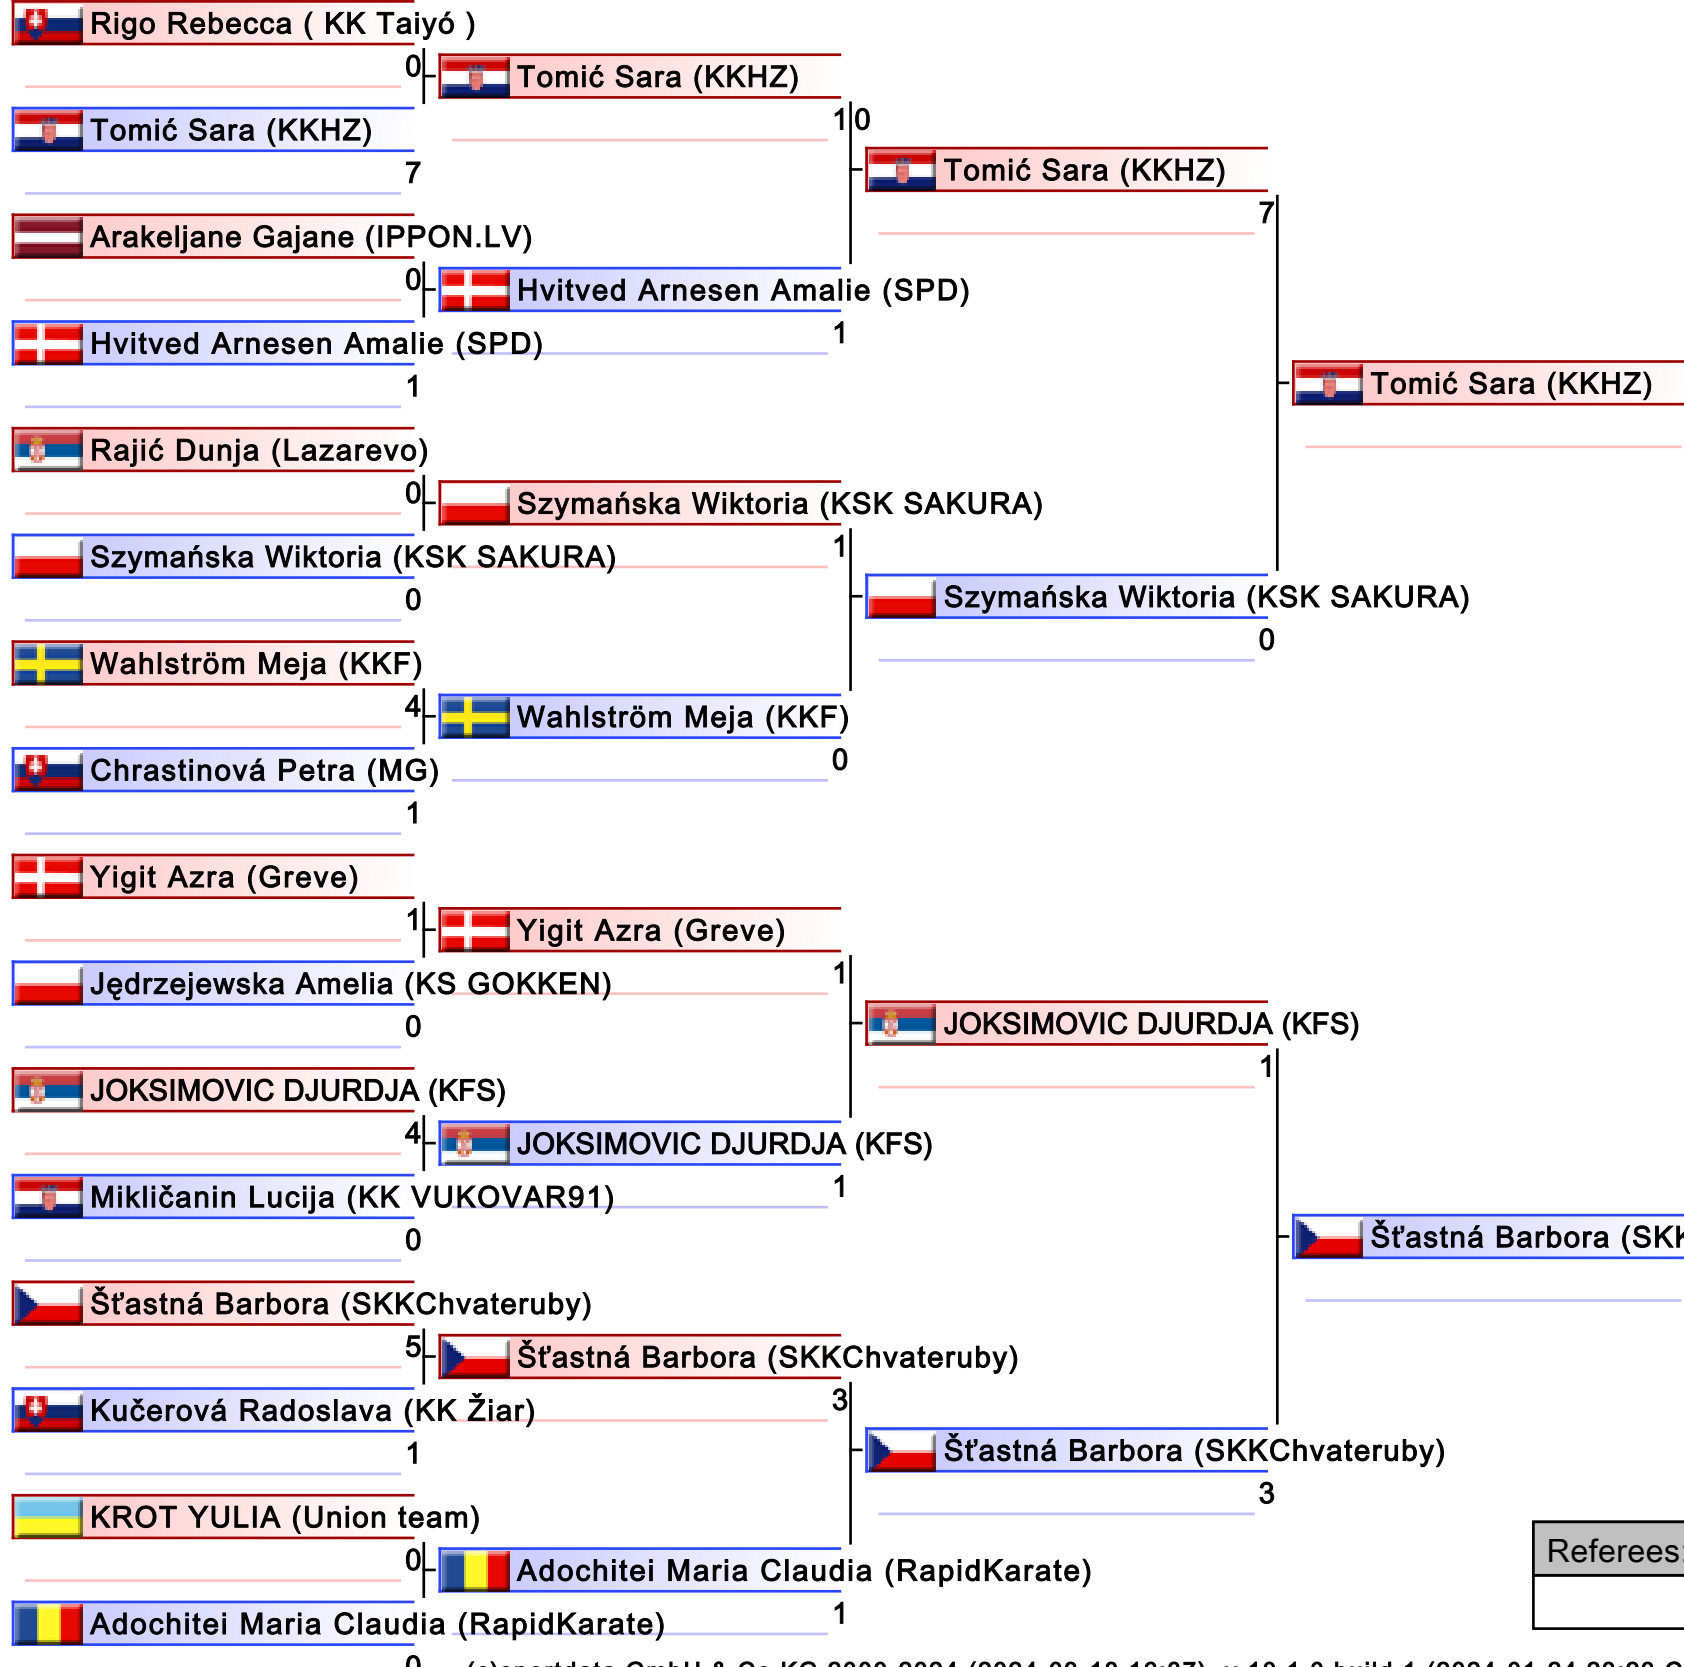 Rigo Rebecca ( KK Taiyó )
0
Tomić Sara (KKHZ)
7
Arakeljane Gajane (IPPON.LV)
0
Hvitved Arnesen Amalie (SPD)
1
Rajić Dunja (Lazarevo)
0
Szymańska Wiktoria (KSK SAKURA)
0
Wahlström Meja (KKF)
4
Chrastinová Petra (MG)
1
Yigit Azra (Greve)
1
Jędrzejewska Amelia (KS GOKKEN)
0
JOKSIMOVIC DJURDJA (KFS)
4
Mikličanin Lucija (KK VUKOVAR91)
0
Šťastná Barbora (SKKChvateruby)
5
Kučerová Radoslava (KK Žiar)
1
KROT YULIA (Union team)
0
Adochitei Maria Claudia (RapidKarate)
0
Tomić Sara (KKHZ)
10
Hvitved Arnesen Amalie (SPD)
1
Szymańska Wiktoria (KSK SAKURA)
1
Wahlström Meja (KKF)
0
Yigit Azra (Greve)
1
JOKSIMOVIC DJURDJA (KFS)
1
Šťastná Barbora (SKKChvateruby)
3
Adochitei Maria Claudia (RapidKarate)
1
Tomić Sara (KKHZ)
7
Szymańska Wiktoria (KSK SAKURA)
0
JOKSIMOVIC DJURDJA (KFS)
1
Šťastná Barbora (SKKChvateruby)
3
Tomić Sara (KKHZ)
Šťastná Barbora (SKK
Referees: